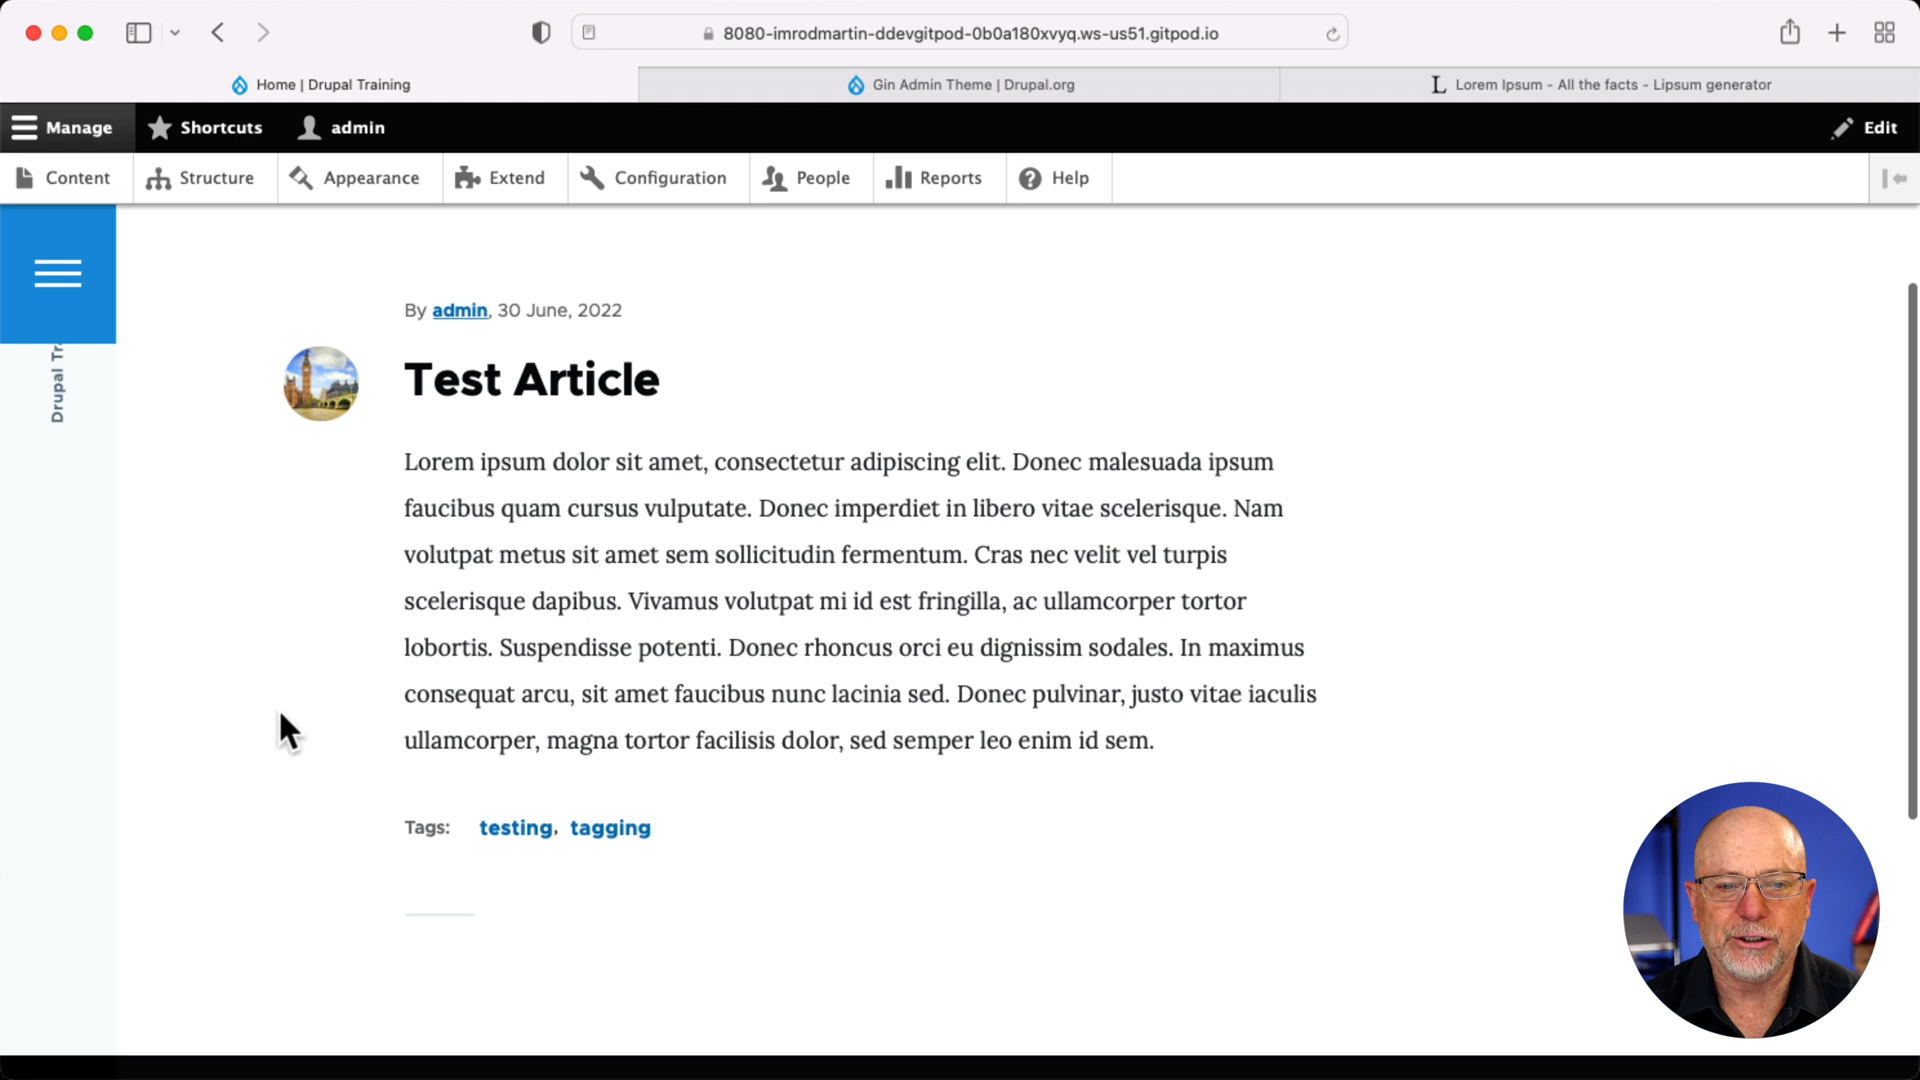 8080-imrodmartin-ddevgitpod-0b0a180xvyq.ws-us51.gitpod.io
Home | Drupal Training
Gin Admin Theme | Drupal.org
L Lorem Ipsum - All the facts - Lipsum generator
Manage
Shortcuts
admin
Edit
Content
Structure
Appearance
Extend
Configuration
People
Reports
Help
Drupal Tr
By admin, 30 June, 2022
Test Article
Lorem ipsum dolor sit amet, consectetur adipiscing elit. Donec malesuada ipsum
faucibus quam cursus vulputate. Donec imperdiet in libero vitae scelerisque. Nam
volutpat metus sit amet sem sollicitudin fermentum. Cras nec velit vel turpis
scelerisque dapibus. Vivamus volutpat mi id est fringilla, ac ullamcorper tortor
lobortis. Suspendisse potenti. Donec rhoncus orci eu dignissim sodales. In maximus
consequat arcu, sit amet faucibus nunc lacinia sed. Donec pulvinar, justo vitae iaculis
ullamcorper, magna tortor facilisis dolor, sed semper leo enim id sem.
Tags: testing, tagging